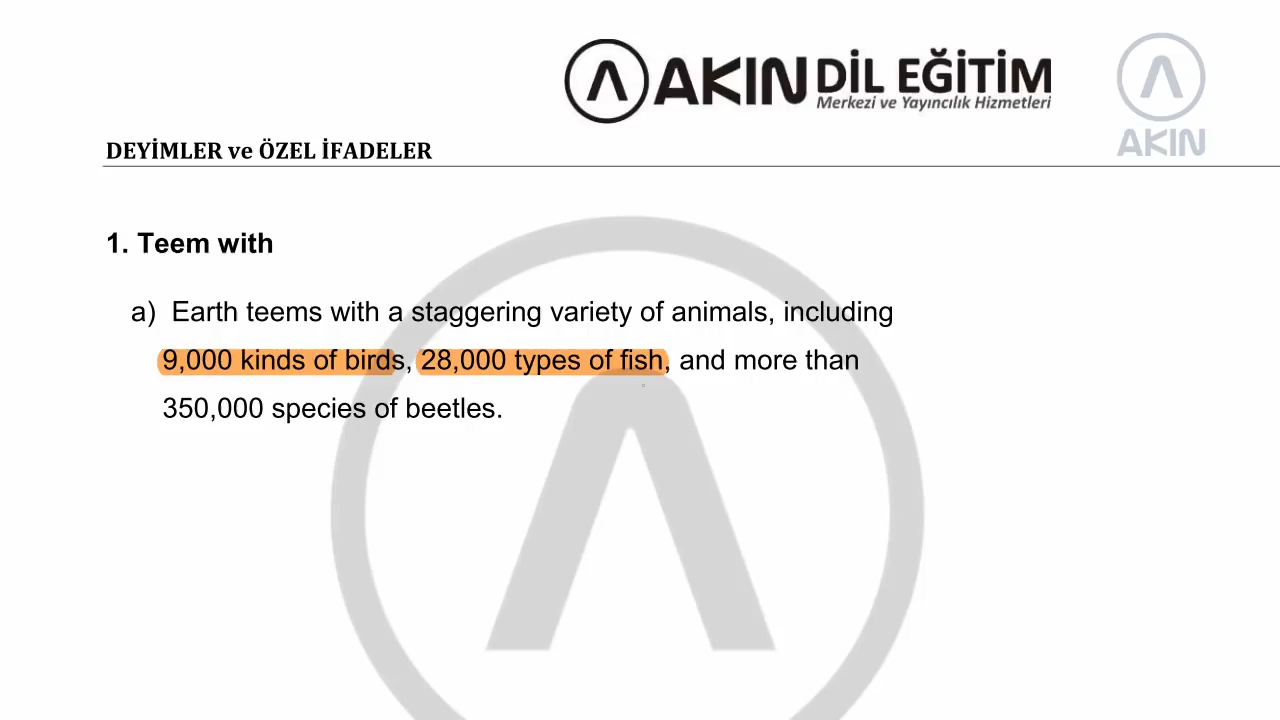 AKIN DİL EĞİTİM
Merkezi ve Yayıncılık Hizmetleri
AKIN
DEYİMLER ve ÖZEL İFADELER
1. Teem with
a) Earth teems with a staggering variety of animals, including
9,000 kinds of birds, 28,000 types of fish, and more than
350,000 species of beetles.